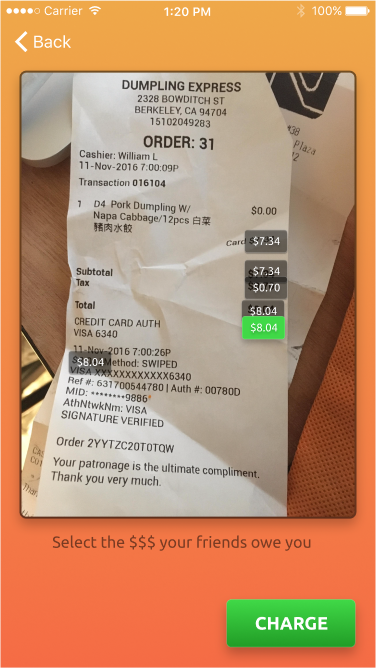 Carrier 1:20 PM 100%
Back
DUMPLING EXPRESS
2328 BOWDITCH ST
BERKELEY, CA 94704
15102049283
ORDER: 31
Cashier: William L
11-Nov-2016 7:00:09P
Transaction 016104
1 D4 Pork Dumpling W/ $0.00
Napa Cabbage/12pcs 白菜
豬肉水餃
Card $7.34
Subtotal $7.34
Tax $0.70
Total $8.04
CREDIT CARD AUTH $8.04
VISA 6340
11-Nov-2016 7:00:26P
$8.04 Method: SWIPED
VISA XXXXXXXXXXXX6340
Ref #: 631700544780 | Auth #: 00780D
MID: ********9886
AthNtwkNm: VISA
SIGNATURE VERIFIED
Order 2YYTZC20T0TQW
Your patronage is the ultimate compliment.
Thank you very much.
#38
Plaza
Select the $$$ your friends owe you
CHARGE